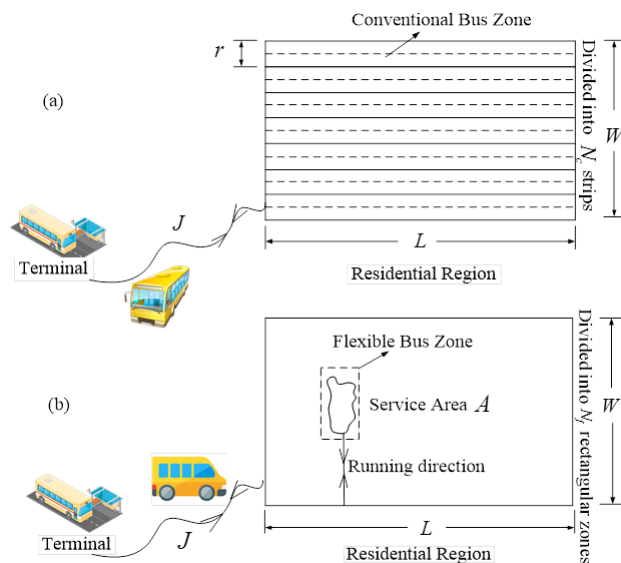 Conventional Bus Zone
r
(a)
Divided into N_c strips
W
J
Terminal
L
Residential Region
Flexible Bus Zone
(b)
Service Area A
Divided into N_f rectangular zones
W
Running direction
J
Terminal
L
Residential Region